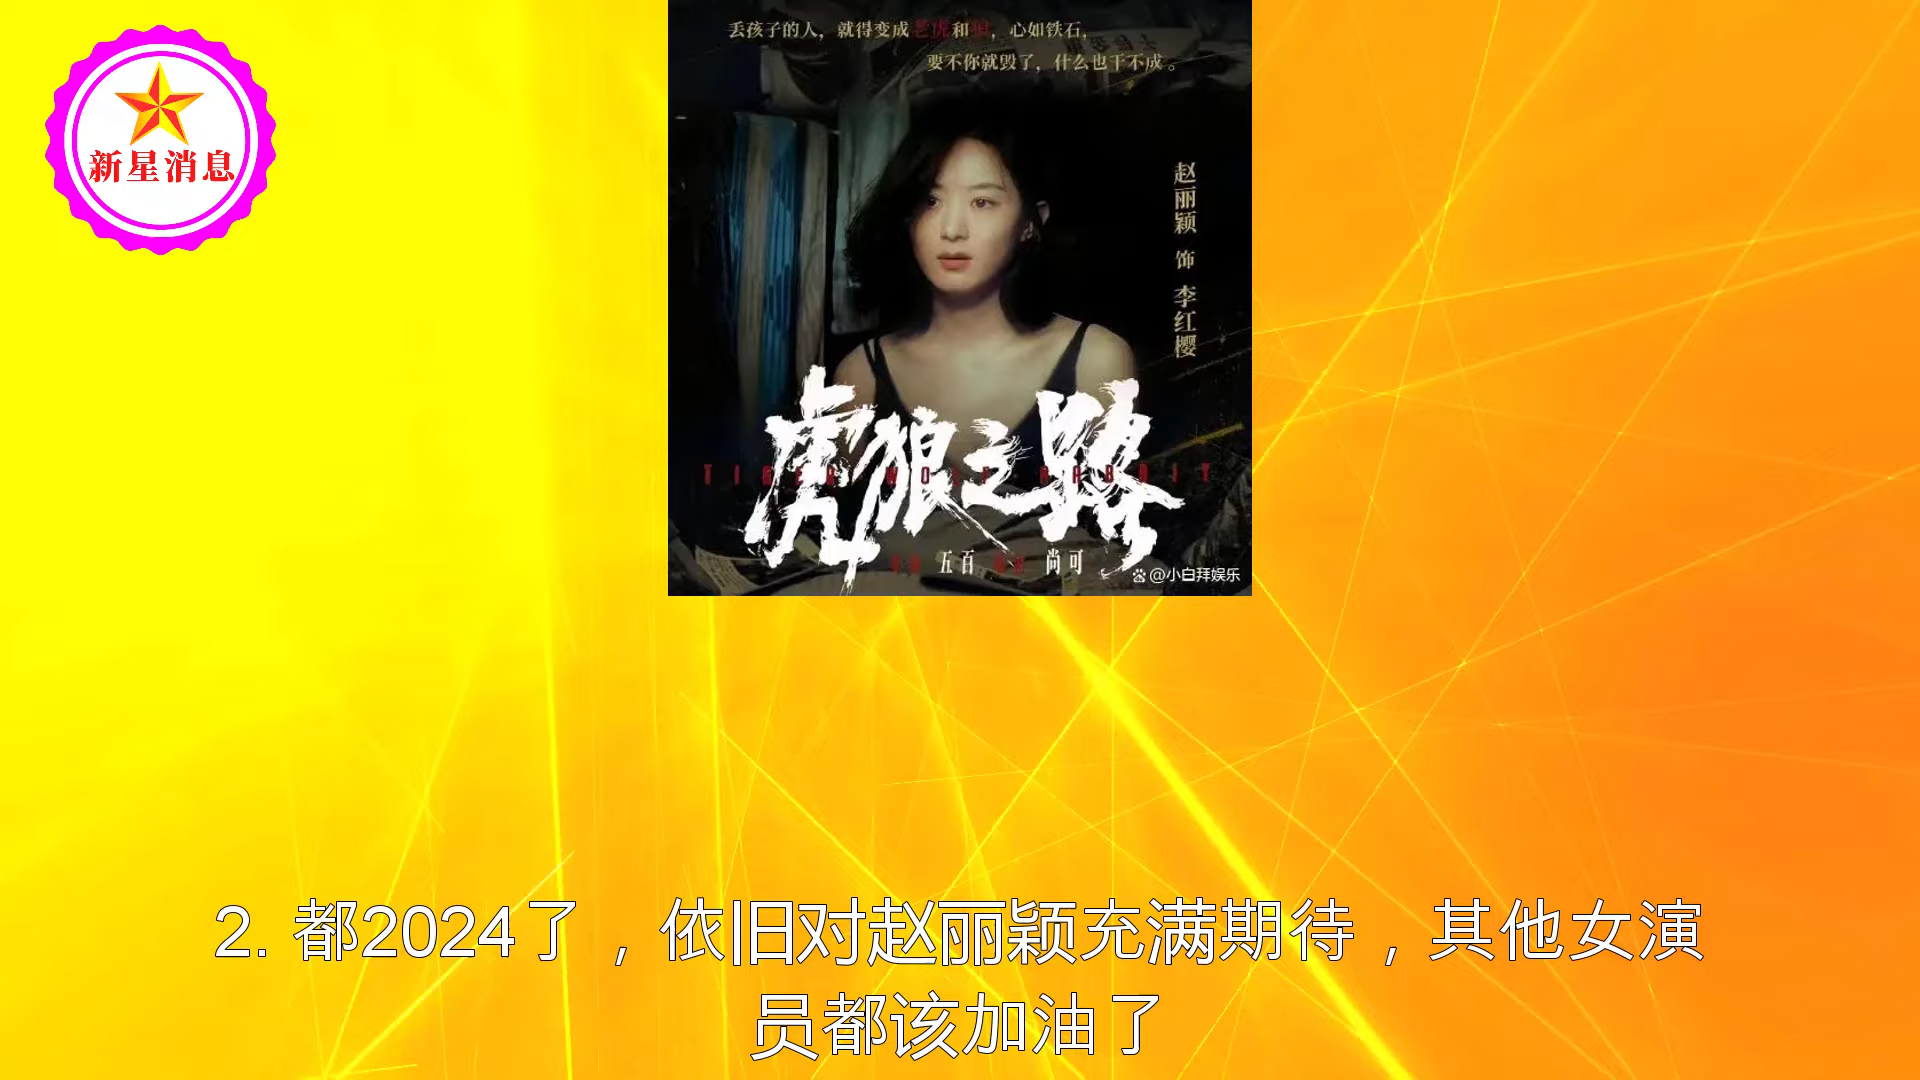 新星消息
丢孩子的人，就得变成老虎和狼，心如铁石，
要不你就毁了，什么也干不成。
赵丽颖 饰 李红樱
虎狼之路
TIGER WOLF RABBIT
五百 尚可
@小白拜娱乐
2. 都2024了，依旧对赵丽颖充满期待，其他女演
员都该加油了